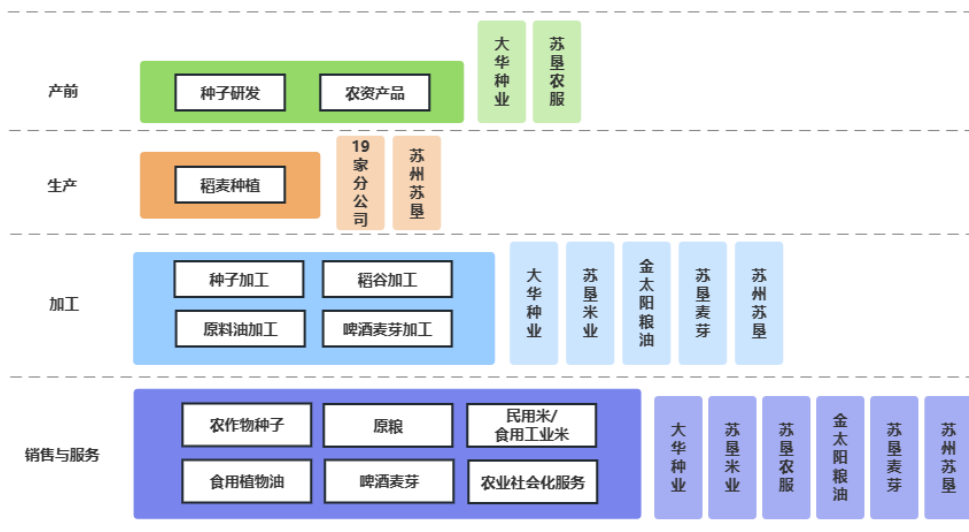 产前
种子研发
农资产品
大华种业
苏垦农服
生产
稻麦种植
19家分公司
苏州苏垦
加工
种子加工
稻谷加工
原料油加工
啤酒麦芽加工
大华种业
苏垦米业
金太阳粮油
苏垦麦芽
苏州苏垦
销售与服务
农作物种子
原粮
民用米/
食用工业米
食用植物油
啤酒麦芽
农业社会化服务
大华种业
苏垦米业
苏垦农服
金太阳粮油
苏垦麦芽
苏州苏垦